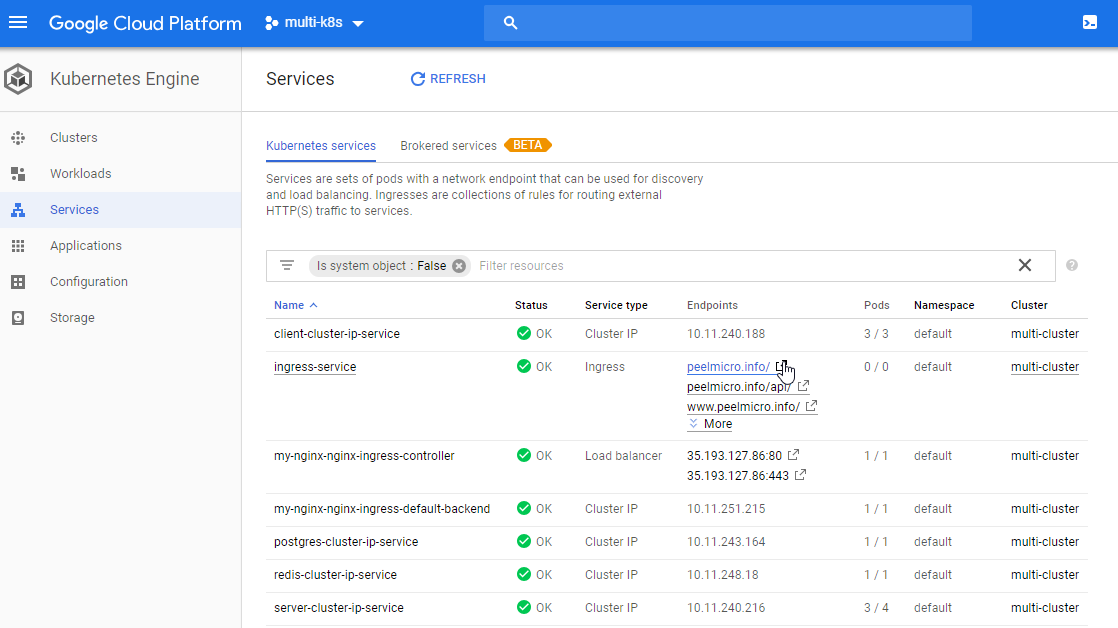 Google Cloud Platform multi-k8s
Kubernetes Engine
Services REFRESH
Clusters
Workloads
Services
Applications
Configuration
Storage
Kubernetes services Brokered services BETA
Services are sets of pods with a network endpoint that can be used for discovery
and load balancing. Ingresses are collections of rules for routing external
HTTP(S) traffic to services.
Is system object : False Filter resources
Name Status Service type Endpoints Pods Namespace Cluster
client-cluster-ip-service OK Cluster IP 10.11.240.188 3 / 3 default multi-cluster
ingress-service OK Ingress peelmicro.info/ 0 / 0 default multi-cluster
peelmicro.info/api/
www.peelmicro.info/
More
my-nginx-nginx-ingress-controller OK Load balancer 35.193.127.86:80 1 / 1 default multi-cluster
35.193.127.86:443
my-nginx-nginx-ingress-default-backend OK Cluster IP 10.11.251.215 1 / 1 default multi-cluster
postgres-cluster-ip-service OK Cluster IP 10.11.243.164 1 / 1 default multi-cluster
redis-cluster-ip-service OK Cluster IP 10.11.248.18 1 / 1 default multi-cluster
server-cluster-ip-service OK Cluster IP 10.11.240.216 3 / 4 default multi-cluster